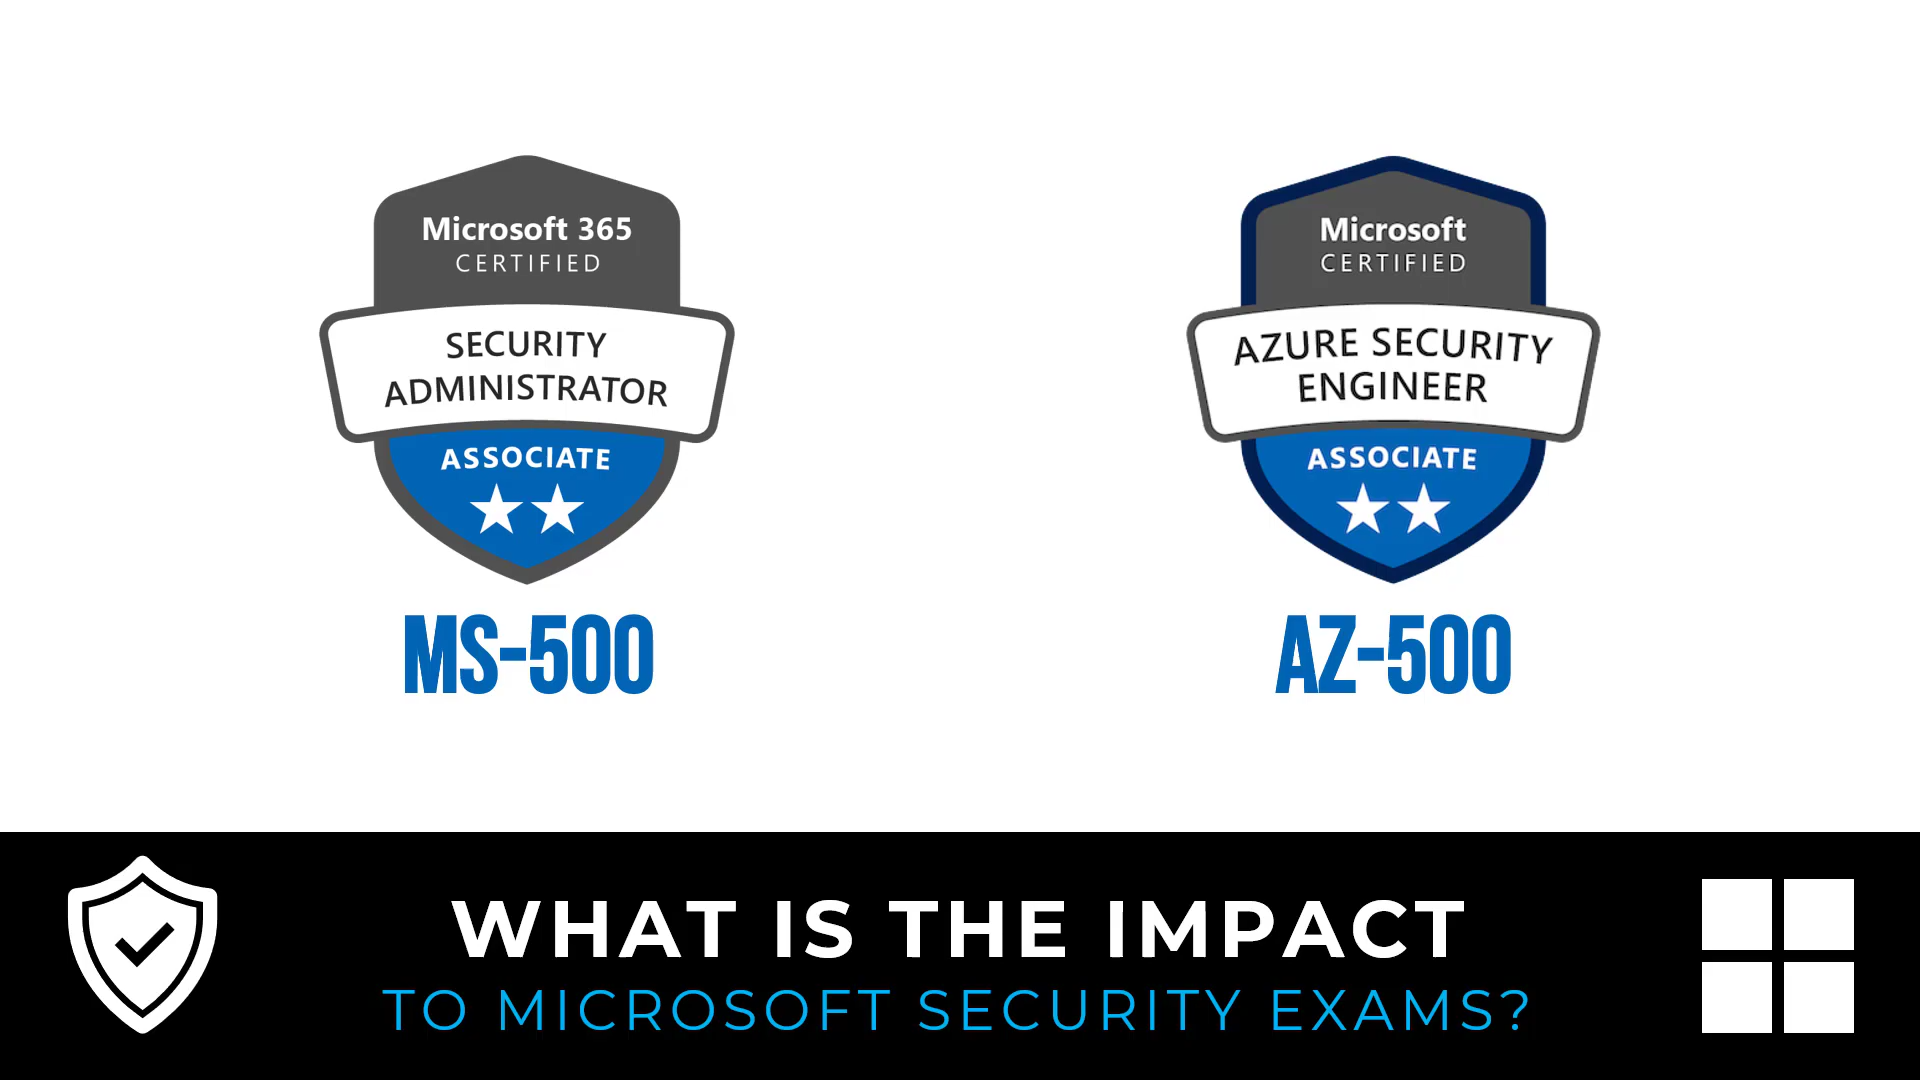 Microsoft 365
CERTIFIED
SECURITY
ADMINISTRATOR
ASSOCIATE
MS-500
Microsoft
CERTIFIED
AZURE SECURITY
ENGINEER
ASSOCIATE
AZ-500
WHAT IS THE IMPACT
TO MICROSOFT SECURITY EXAMS?